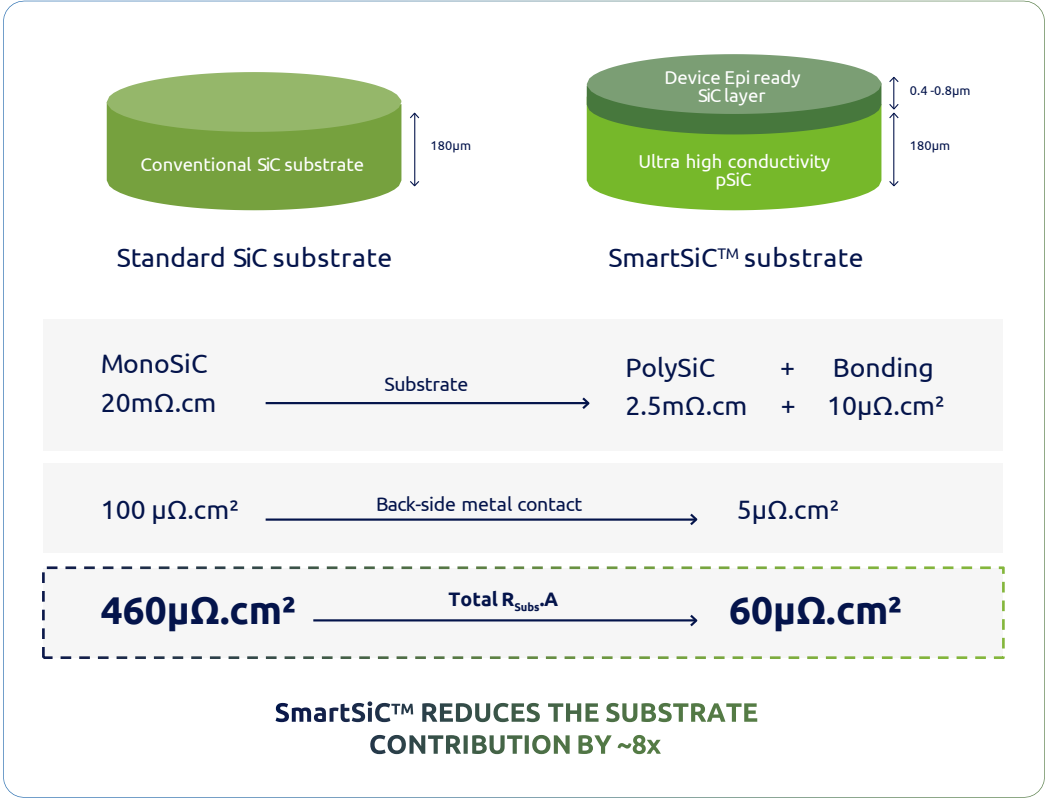 Conventional SiC substrate
180µm
Standard SiC substrate
Device Epi ready
SiC layer
0.4 -0.8µm
Ultra high conductivity
pSiC
180µm
SmartSiC™ substrate
MonoSiC
20mΩ.cm
Substrate
PolySiC + Bonding
2.5mΩ.cm + 10µΩ.cm²
100 µΩ.cm²
Back-side metal contact
5µΩ.cm²
460µΩ.cm²
Total RSubs.A
60µΩ.cm²
SmartSiC™ REDUCES THE SUBSTRATE
CONTRIBUTION BY ~8x